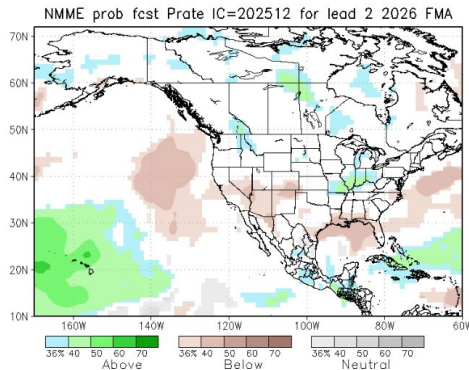 NMME prob fcst Prate IC=202512 for lead 2 2026 FMA
70N
60N
50N
40N
30N
20N
10N
160W 140W 120W 100W 80W 60W
36% 40 50 60 70 36% 40 50 60 70 36% 40 50 60 70
Above Below Neutral